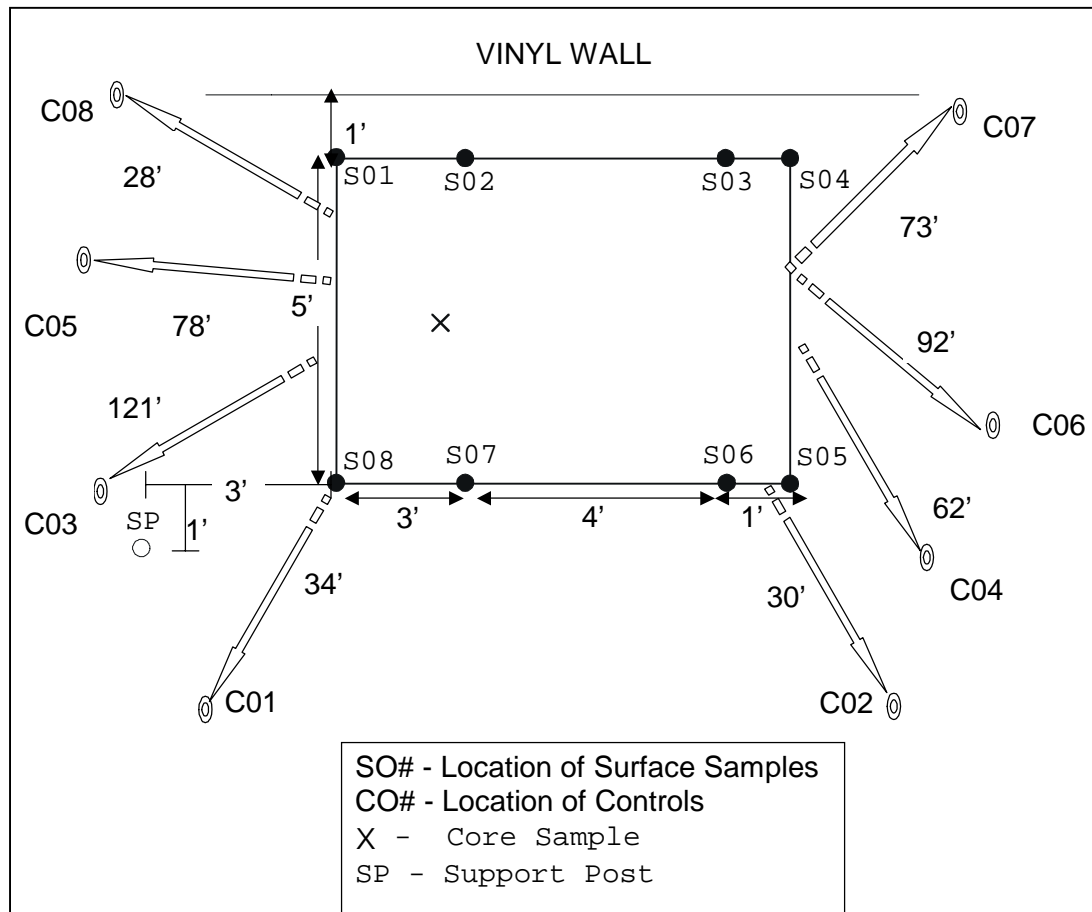 VINYL WALL
C08
C07
1’
S01
S02
S03
S04
28’
73’
C05
5’
78’
92’
121’
C06
S08
S07
S06
S05
3’
C03
SP
1’
3’
4’
1’
62’
34’
30’
C04
C01
C02
SO# - Location of Surface Samples
CO# - Location of Controls
X - Core Sample
SP - Support Post